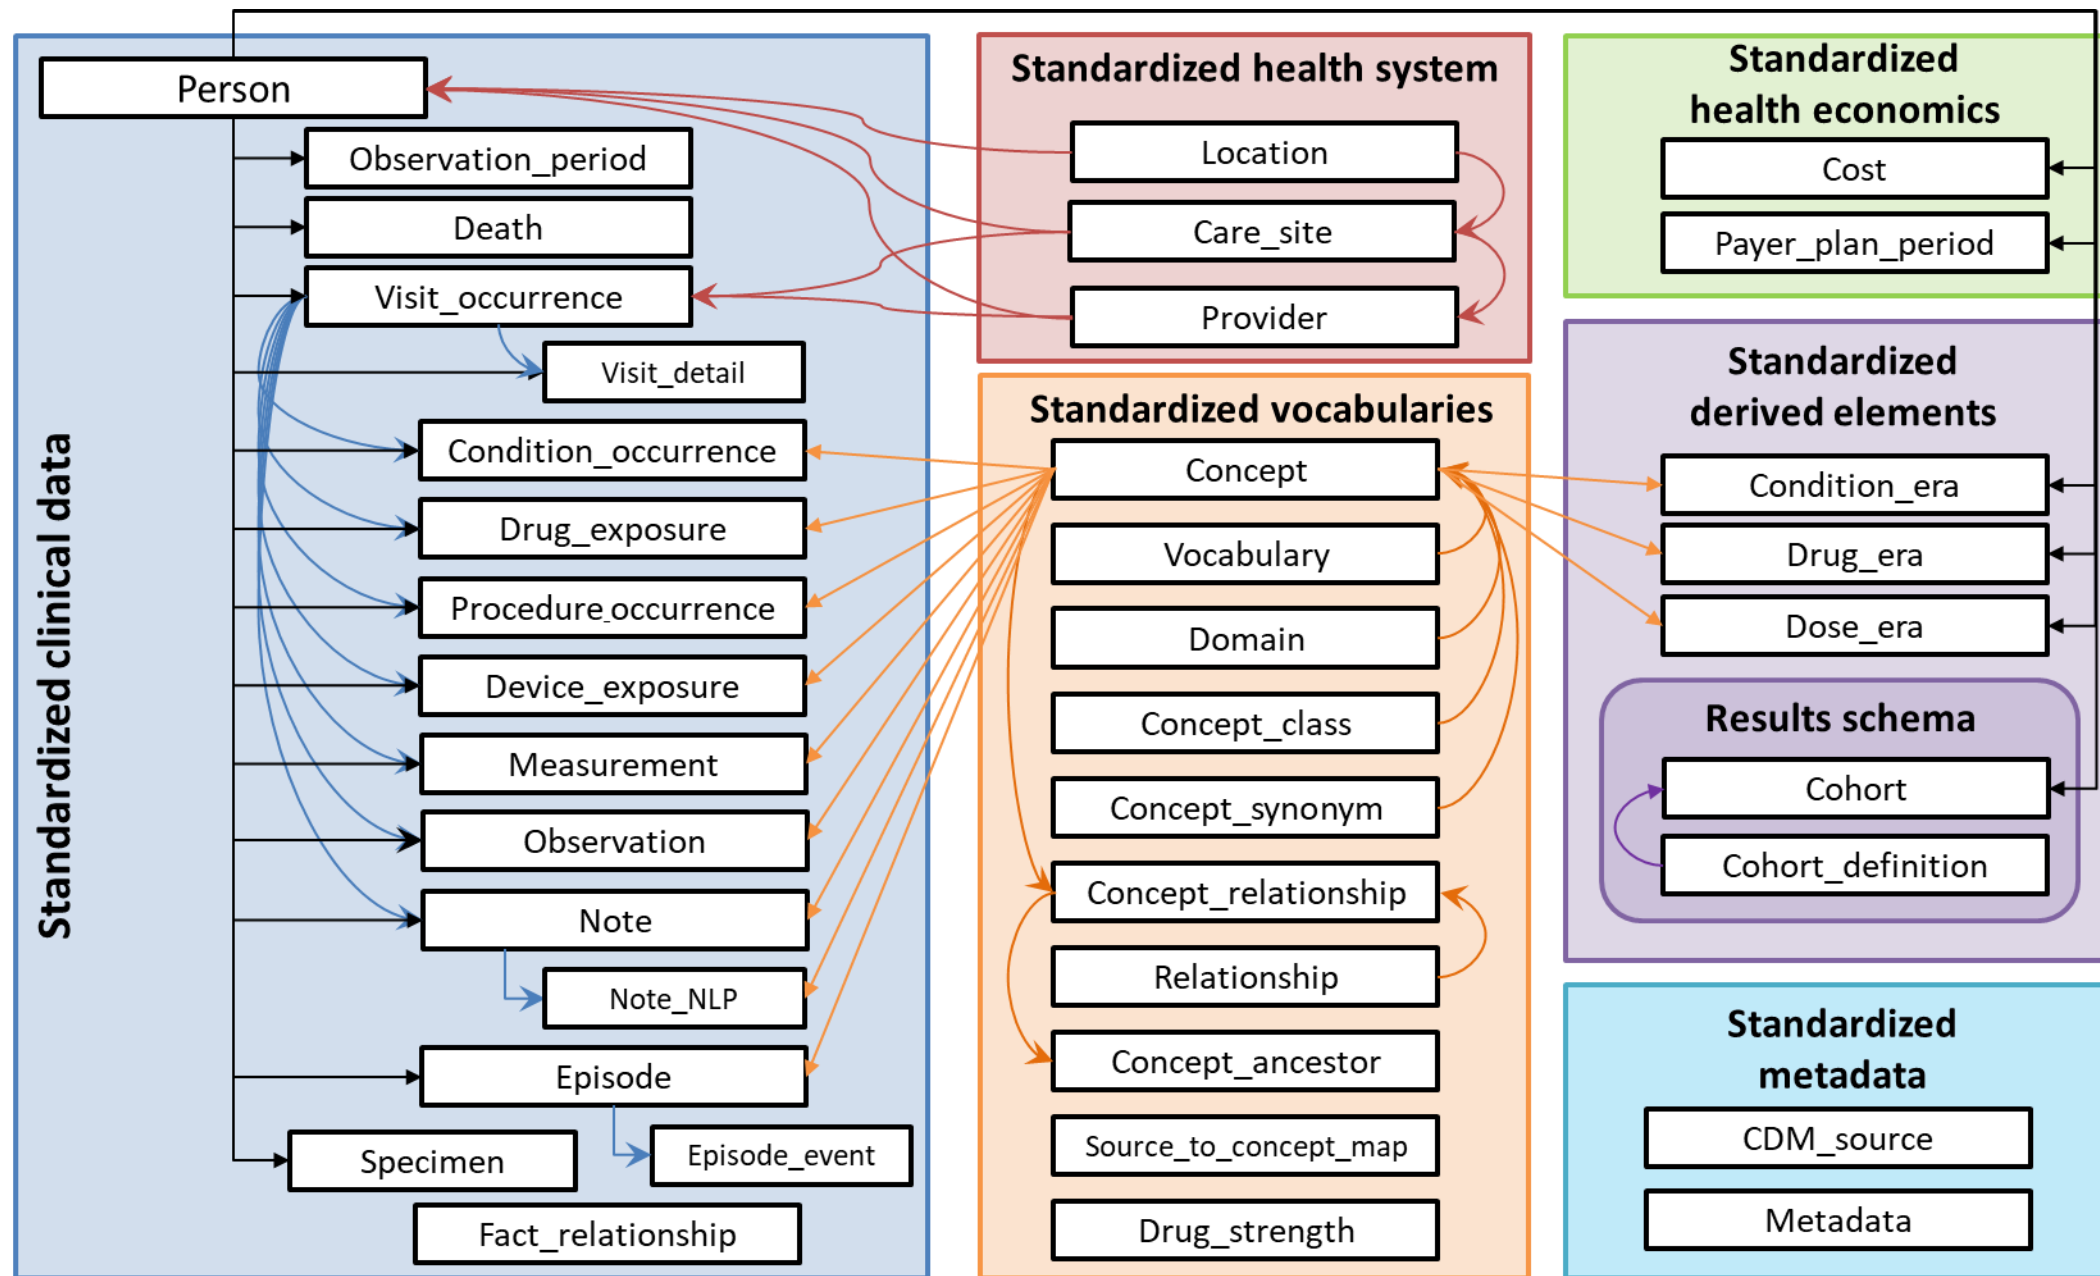 Standardized clinical data
Person
Observation_period
Death
Visit_occurrence
Visit_detail
Condition_occurrence
Drug_exposure
Procedure_occurrence
Device_exposure
Measurement
Observation
Note
Note_NLP
Episode
Episode_event
Specimen
Fact_relationship
Standardized health system
Location
Care_site
Provider
Standardized vocabularies
Concept
Vocabulary
Domain
Concept_class
Concept_synonym
Concept_relationship
Relationship
Concept_ancestor
Source_to_concept_map
Drug_strength
Standardized
health economics
Cost
Payer_plan_period
Standardized
derived elements
Condition_era
Drug_era
Dose_era
Results schema
Cohort
Cohort_definition
Standardized
metadata
CDM_source
Metadata